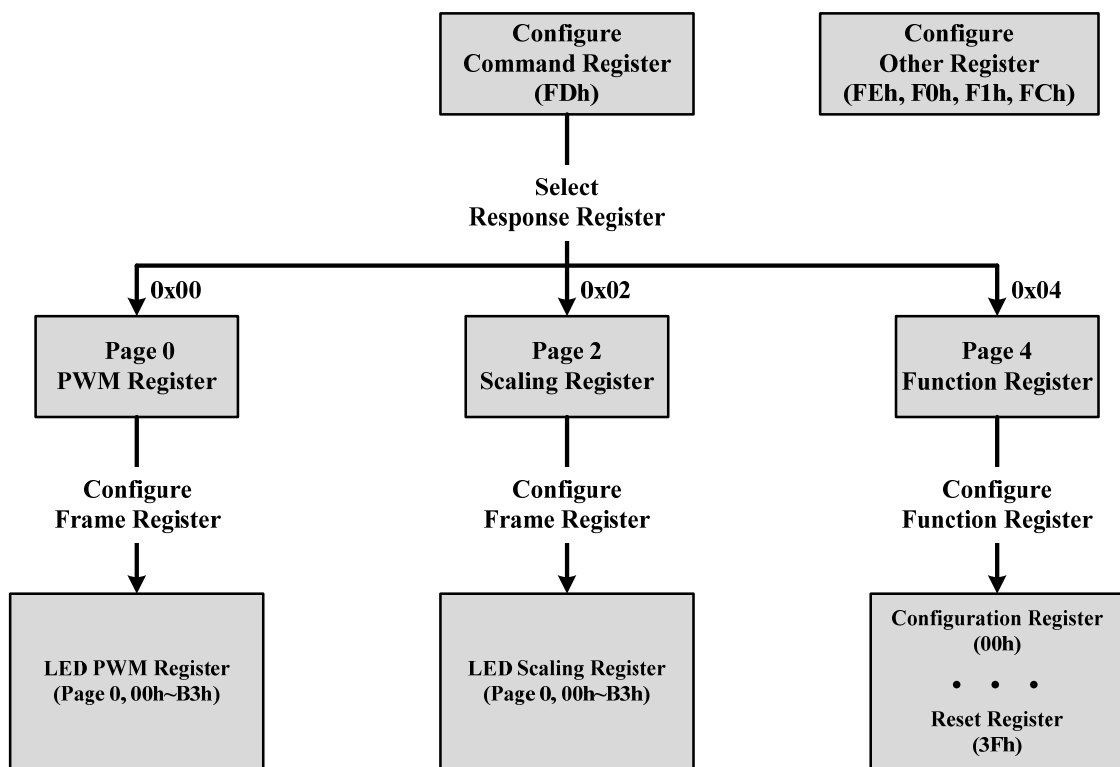 Configure
Command Register
(FDh)
Configure
Other Register
(FEh, F0h, F1h, FCh)
Select
Response Register
0x00
0x02
0x04
Page 0
PWM Register
Page 2
Scaling Register
Page 4
Function Register
Configure
Frame Register
Configure
Frame Register
Configure
Function Register
LED PWM Register
(Page 0, 00h~B3h)
LED Scaling Register
(Page 0, 00h~B3h)
Configuration Register
(00h)
• • •
Reset Register
(3Fh)